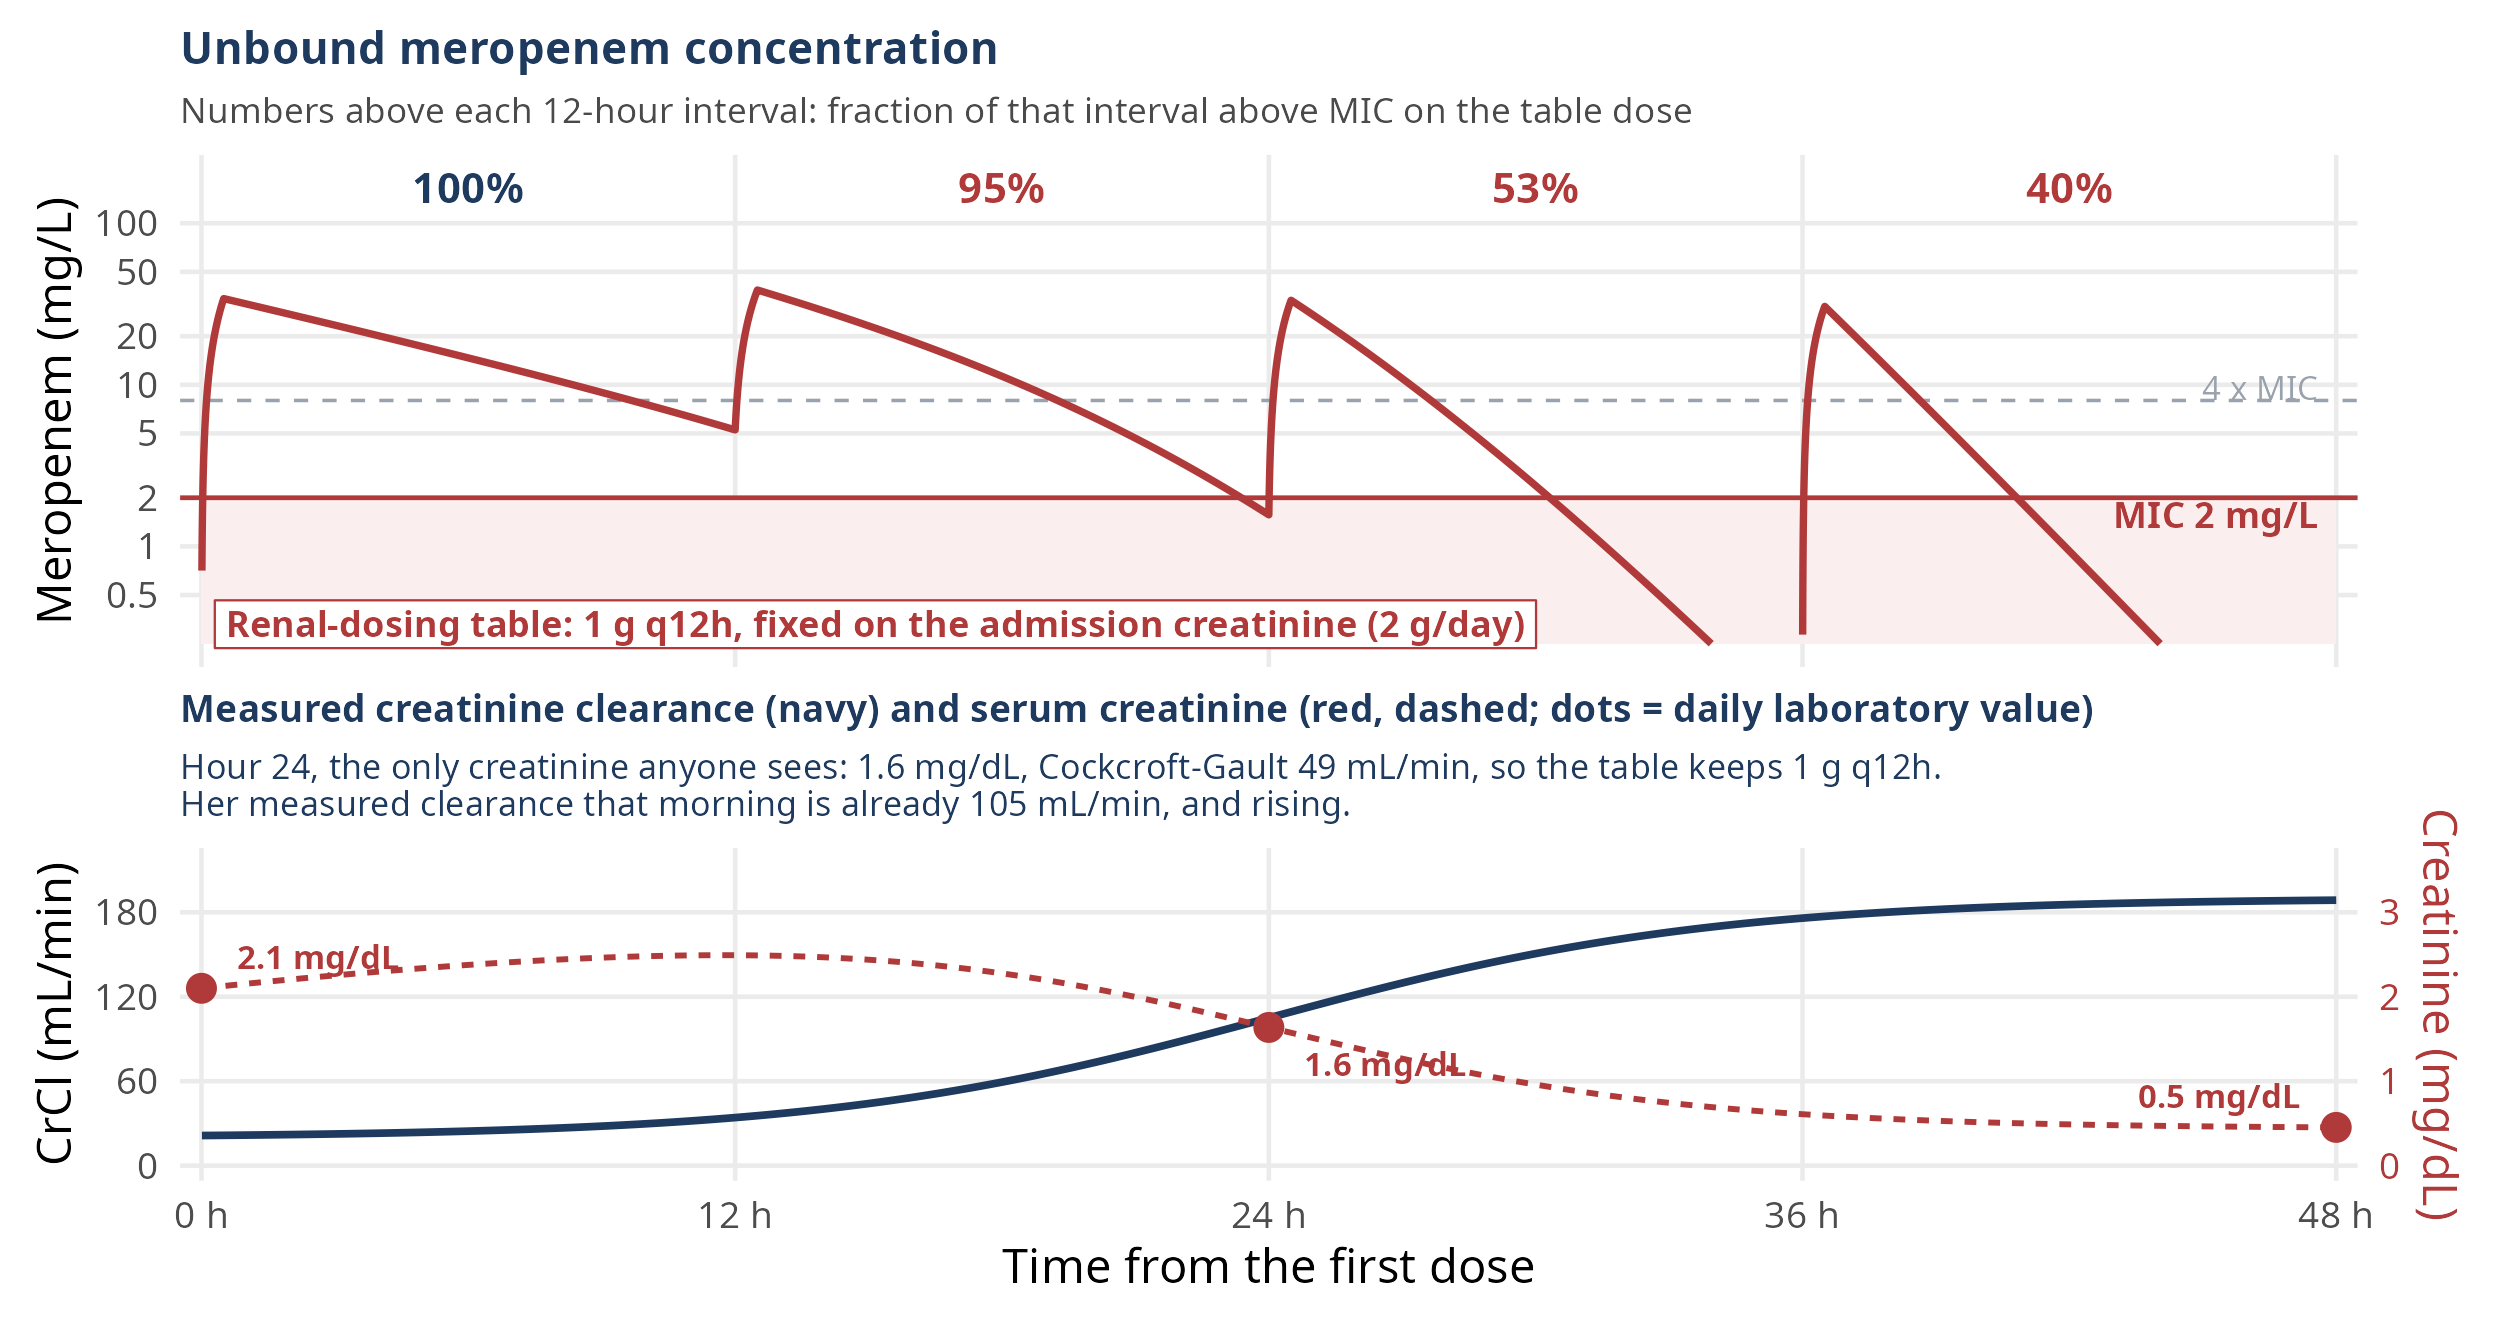 Unbound meropenem concentration
Numbers above each 12-hour interval: fraction of that interval above MIC on the table dose
100% 95% 53% 40%
Meropenem (mg/L)
100
50
20
10
5
2
1
0.5
4 x MIC
MIC 2 mg/L
Renal-dosing table: 1 g q12h, fixed on the admission creatinine (2 g/day)
Measured creatinine clearance (navy) and serum creatinine (red, dashed; dots = daily laboratory value)
Hour 24, the only creatinine anyone sees: 1.6 mg/dL, Cockcroft-Gault 49 mL/min, so the table keeps 1 g q12h.
Her measured clearance that morning is already 105 mL/min, and rising.
CrCl (mL/min)
180
120
60
0
2.1 mg/dL
1.6 mg/dL
0.5 mg/dL
3
2
1
0
Creatinine (mg/dL)
0 h 12 h 24 h 36 h 48 h
Time from the first dose